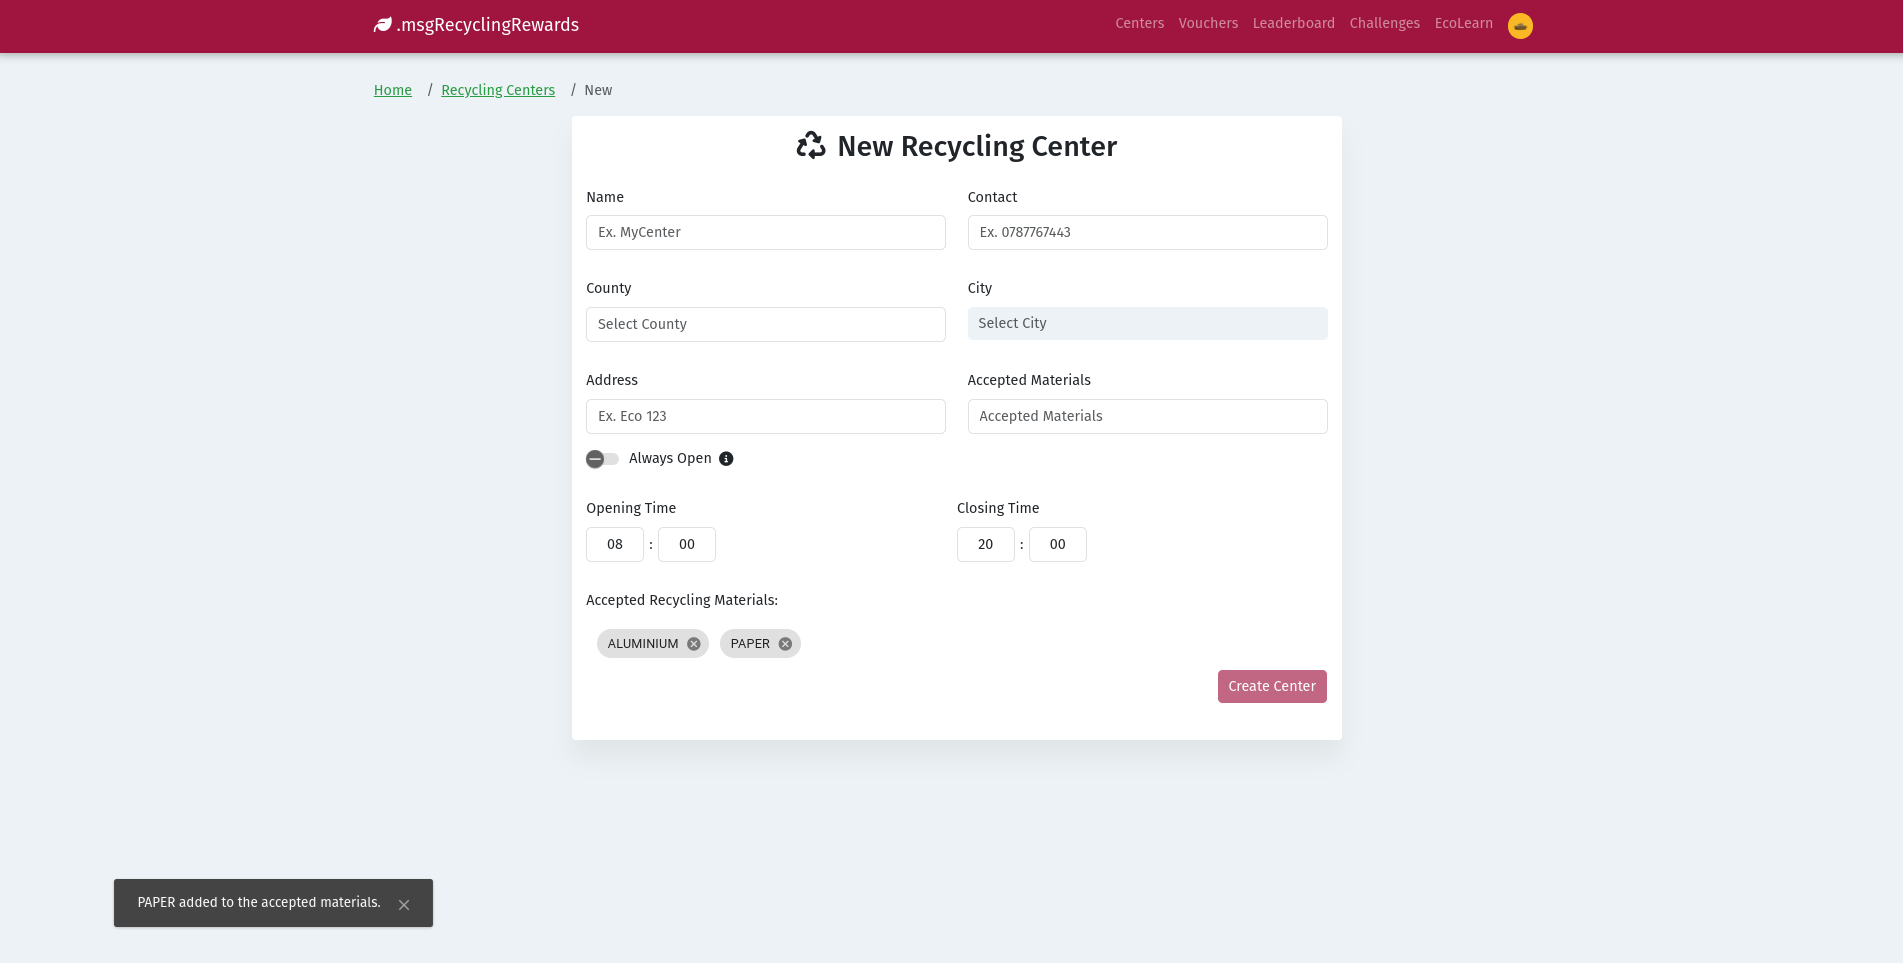 .msgRecyclingRewards
Centers Vouchers Leaderboard Challenges EcoLearn
Home / Recycling Centers / New
New Recycling Center
Name Contact
Ex. MyCenter Ex. 0787767443
County City
Select County Select City
Address Accepted Materials
Ex. Eco 123 Accepted Materials
Always Open
Opening Time Closing Time
08 : 00 20 : 00
Accepted Recycling Materials:
ALUMINIUM PAPER
Create Center
PAPER added to the accepted materials.